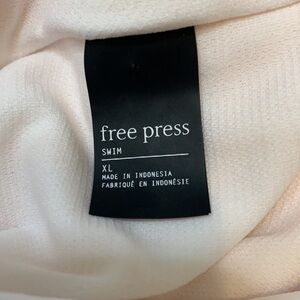 free press
SWIM
XL
MADE IN INDONESIA
FABRIQUÉ EN INDONÉSIE